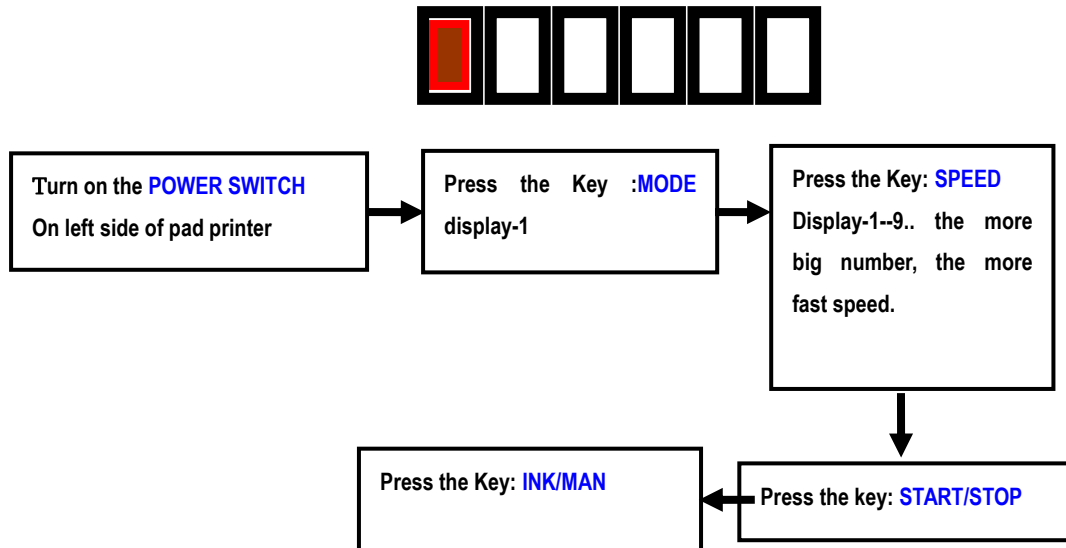 Turn on the POWER SWITCH
On left side of pad printer
Press the Key :MODE
display-1
Press the Key: SPEED
Display-1--9.. the more
big number, the more
fast speed.
Press the key: START/STOP
Press the Key: INK/MAN